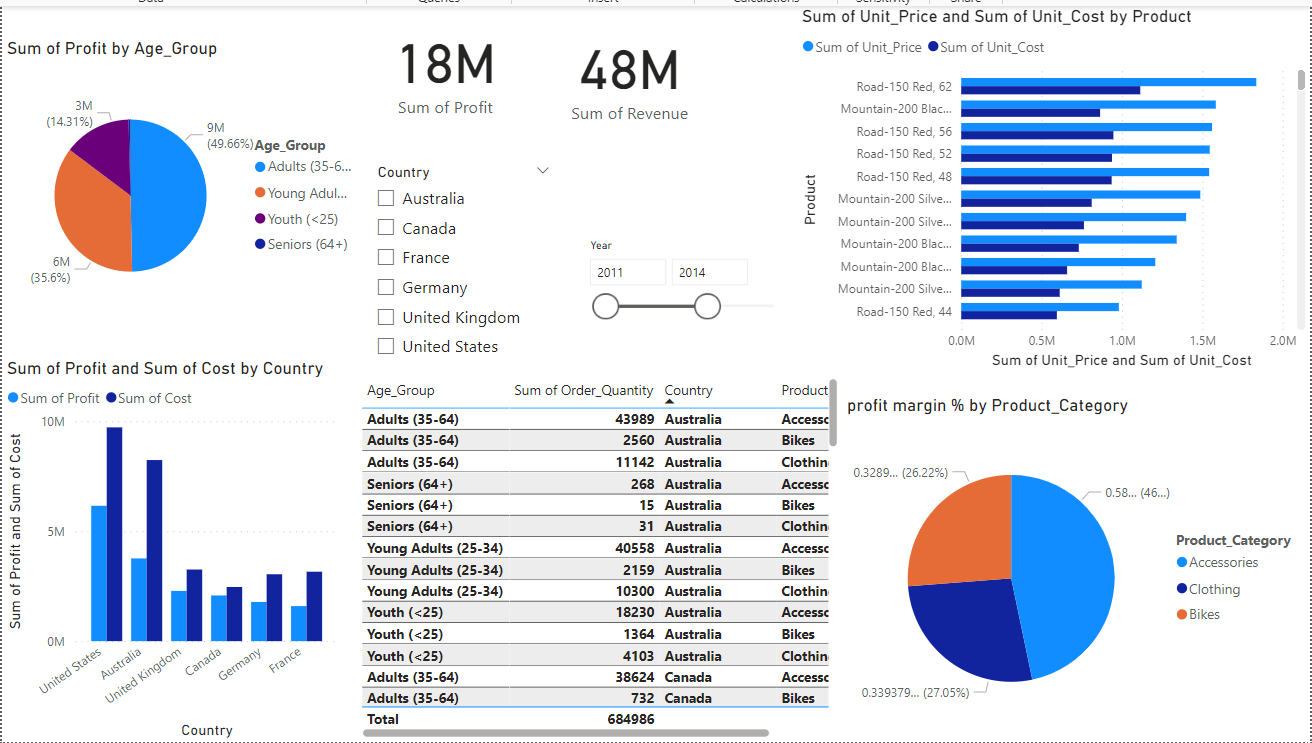 Data Queries Insert Calculations Sensitivity Share
Sum of Profit by Age_Group
3M
(14.31%)
9M
(49.66%)
6M
(35.6%)
Age_Group
Adults (35-6...
Young Adul...
Youth (<25)
Seniors (64+)
18M
Sum of Profit
48M
Sum of Revenue
Country
Australia
Canada
France
Germany
United Kingdom
United States
Year
2011 2014
Sum of Unit_Price and Sum of Unit_Cost by Product
Sum of Unit_Price Sum of Unit_Cost
Product
Road-150 Red, 62
Mountain-200 Blac...
Road-150 Red, 56
Road-150 Red, 52
Road-150 Red, 48
Mountain-200 Silve...
Mountain-200 Silve...
Mountain-200 Blac...
Mountain-200 Blac...
Mountain-200 Silve...
Road-150 Red, 44
0.0M 0.5M 1.0M 1.5M 2.0M
Sum of Unit_Price and Sum of Unit_Cost
Sum of Profit and Sum of Cost by Country
Sum of Profit Sum of Cost
Sum of Profit and Sum of Cost
10M
5M
0M
United States
Australia
United Kingdom
Canada
Germany
France
Country
Age_Group Sum of Order_Quantity Country Product
Adults (35-64) 43989 Australia Accesso
Adults (35-64) 2560 Australia Bikes
Adults (35-64) 11142 Australia Clothin
Seniors (64+) 268 Australia Accesso
Seniors (64+) 15 Australia Bikes
Seniors (64+) 31 Australia Clothin
Young Adults (25-34) 40558 Australia Accesso
Young Adults (25-34) 2159 Australia Bikes
Young Adults (25-34) 10300 Australia Clothin
Youth (<25) 18230 Australia Accesso
Youth (<25) 1364 Australia Bikes
Youth (<25) 4103 Australia Clothin
Adults (35-64) 38624 Canada Accesso
Adults (35-64) 732 Canada Bikes
Total 684986
profit margin % by Product_Category
0.3289... (26.22%)
0.58... (46...)
0.339379... (27.05%)
Product_Category
Accessories
Clothing
Bikes